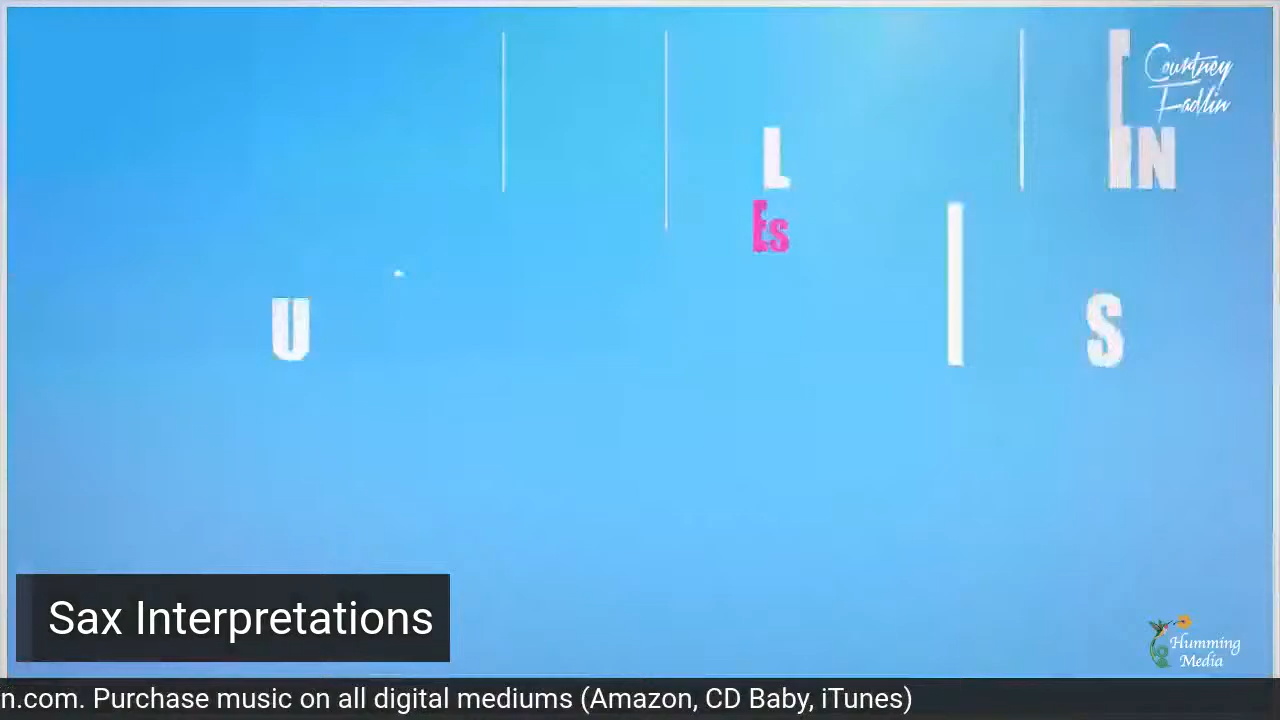 Courtney
Fadlin
L
IN
Es
U
S
Sax Interpretations
Humming
Media
n.com. Purchase music on all digital mediums (Amazon, CD Baby, iTunes)